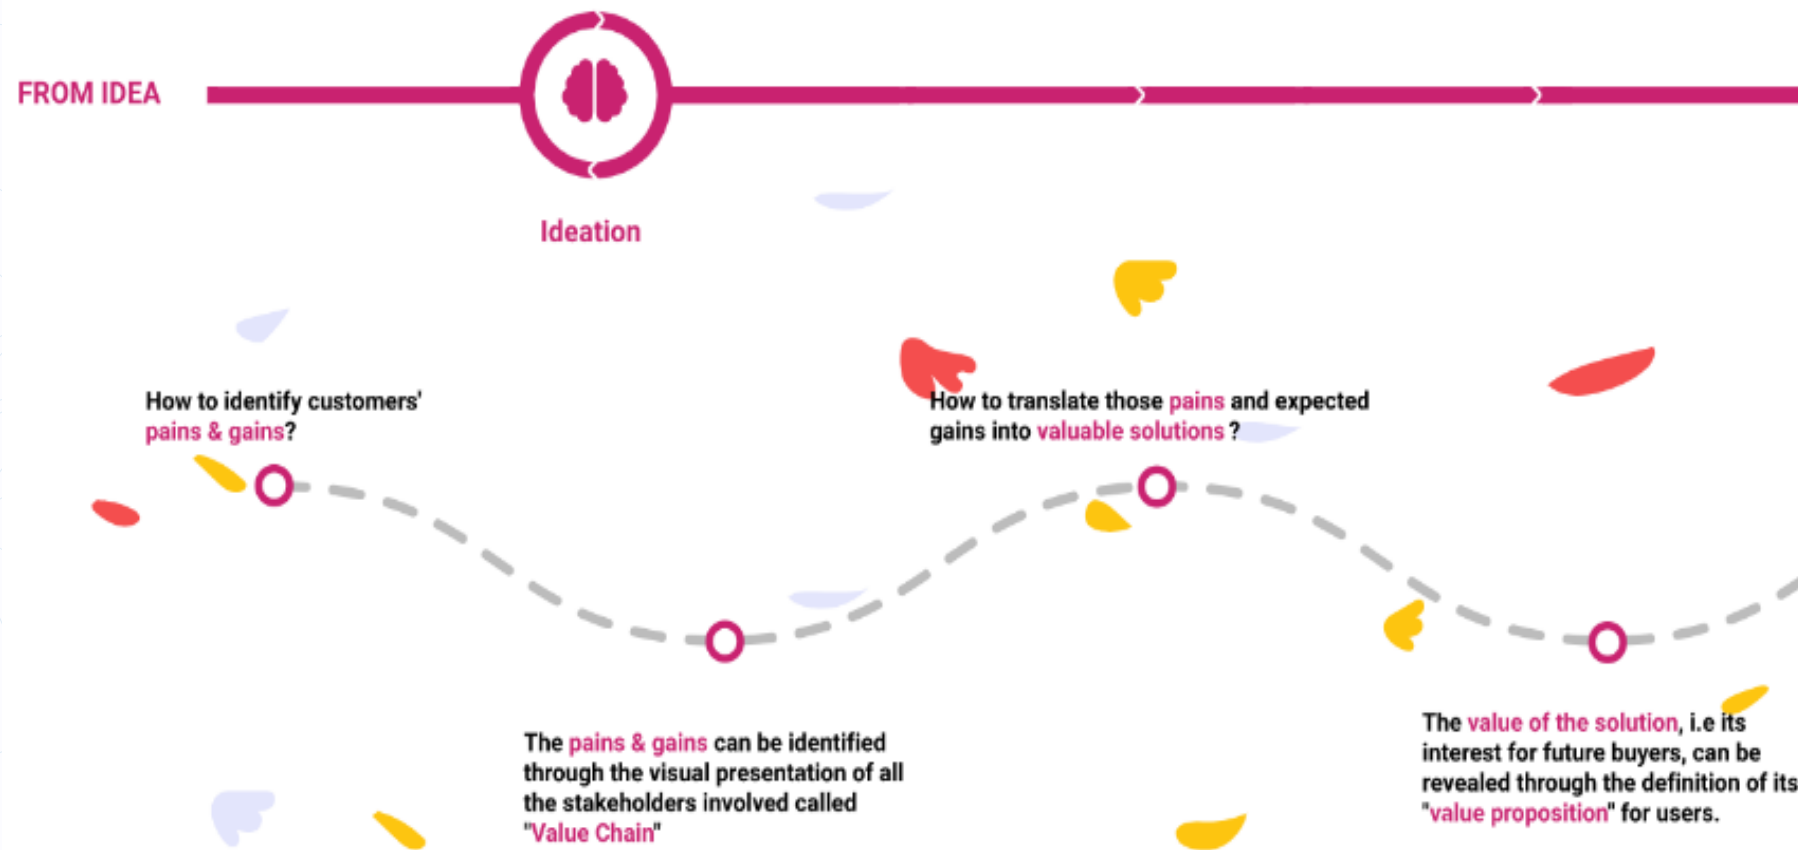 FROM IDEA
Ideation
How to identify customers'
pains & gains?
How to translate those pains and expected
gains into valuable solutions ?
The pains & gains can be identified
through the visual presentation of all
the stakeholders involved called
"Value Chain"
The value of the solution, i.e its
interest for future buyers, can be
revealed through the definition of its
"value proposition" for users.